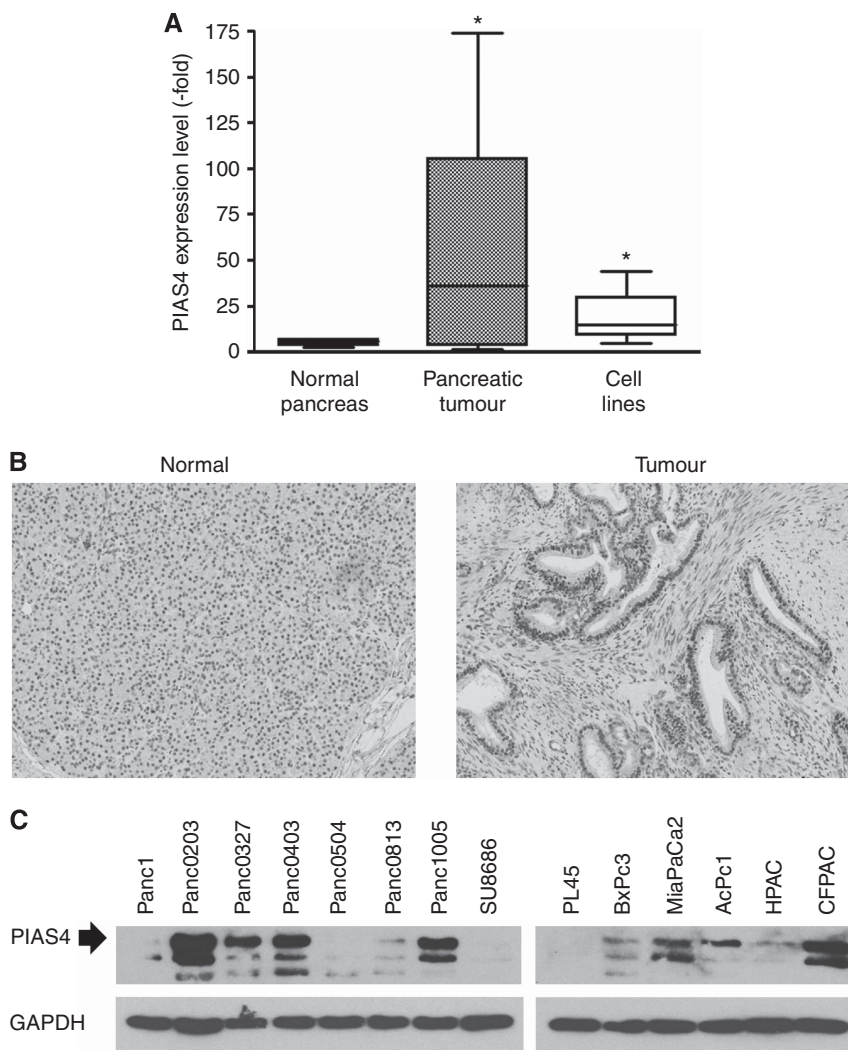 A
PIAS4 expression level (-fold)
175
150
125
100
75
50
25
0
*
*
Normal
pancreas
Pancreatic
tumour
Cell
lines
B
Normal
Tumour
C
Panc1
Panc0203
Panc0327
Panc0403
Panc0504
Panc0813
Panc1005
SU8686
PL45
BxPc3
MiaPaCa2
AcPc1
HPAC
CFPAC
PIAS4
GAPDH